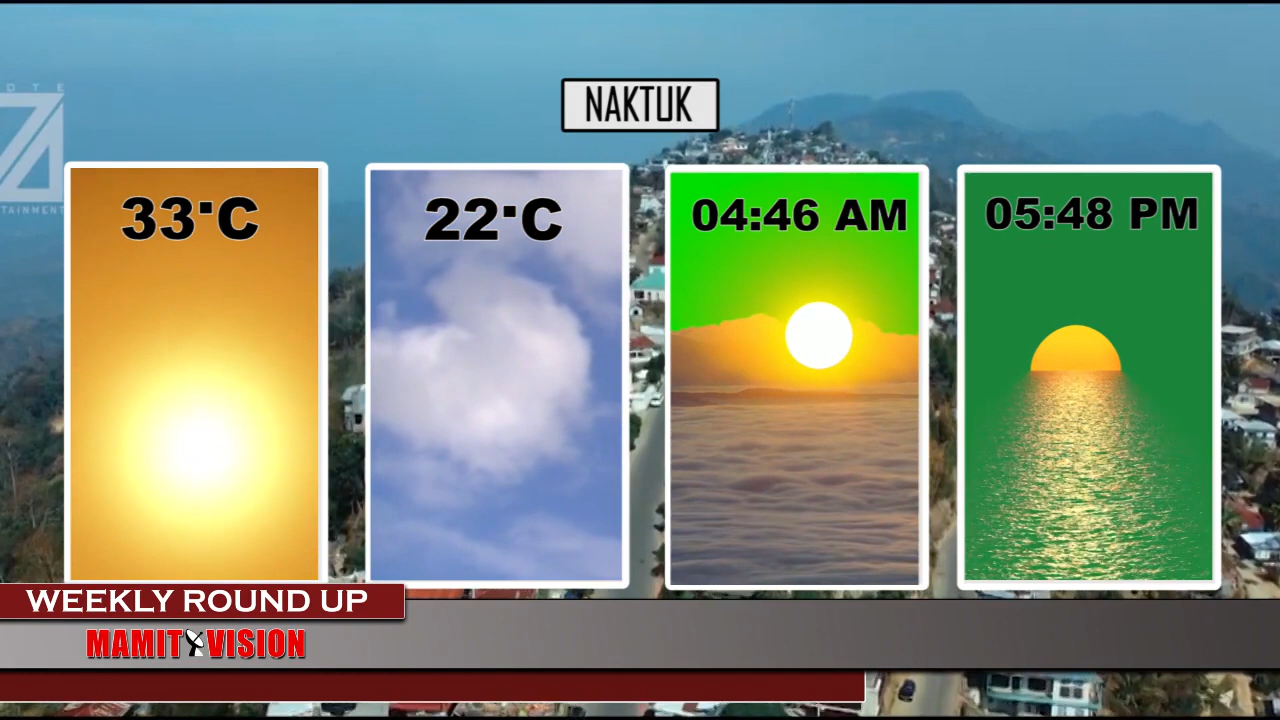 NAKTUK
33°C
22°C
04:46 AM
05:48 PM
WEEKLY ROUND UP
MAMIT VISION